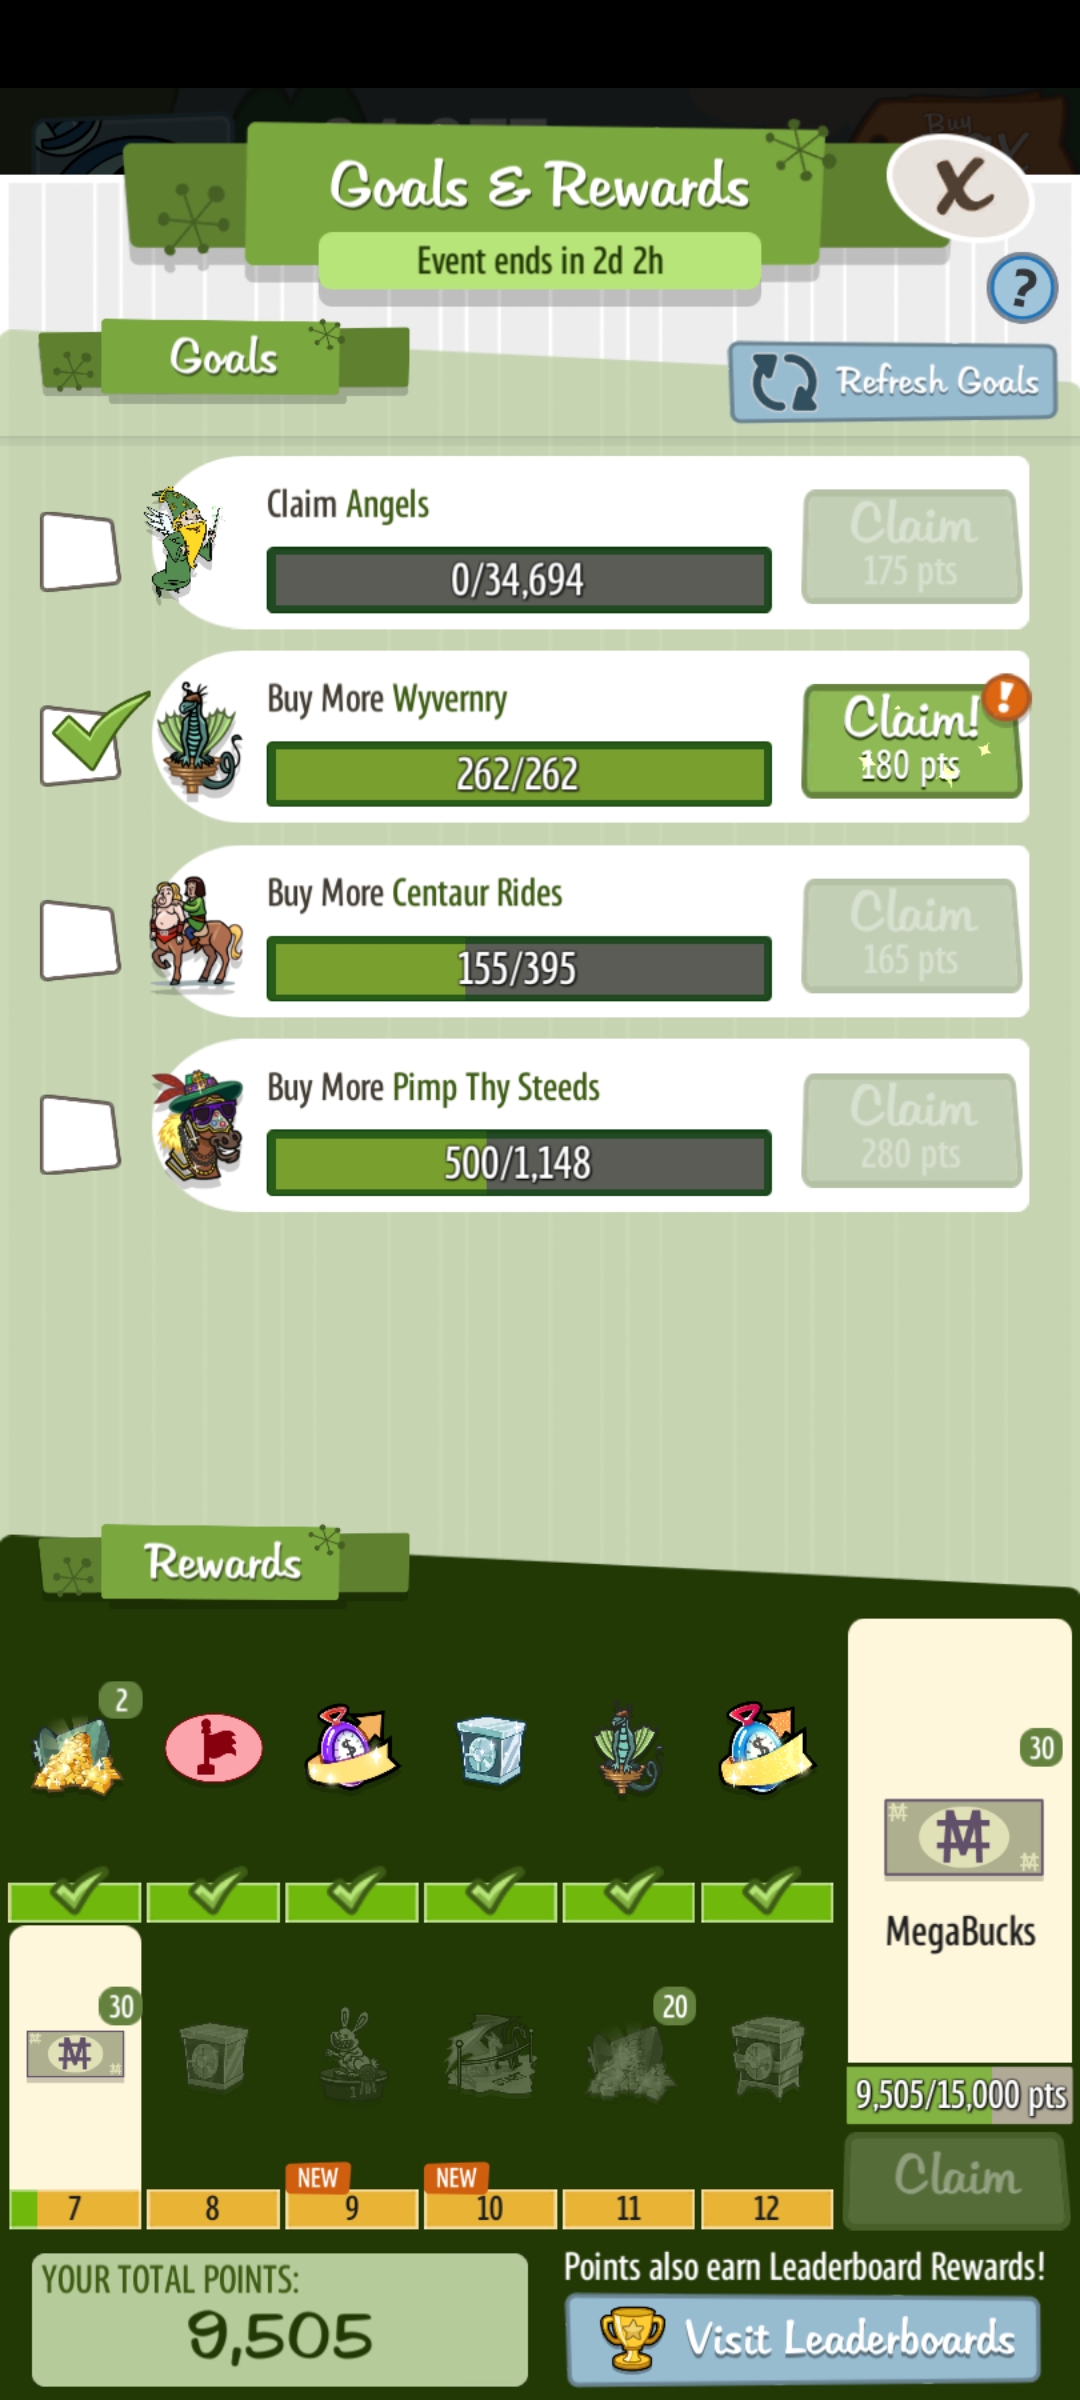 Buy
Goals & Rewards
X
Event ends in 2d 2h
?
Goals
Refresh Goals
Claim Angels
0/34,694
Claim
175 pts
Buy More Wyvernry
262/262
Claim!
180 pts
!
Buy More Centaur Rides
155/395
Claim
165 pts
Buy More Pimp Thy Steeds
500/1,148
Claim
280 pts
Rewards
2
30
MegaBucks
30
20
9,505/15,000 pts
NEW
NEW
7
8
9
10
11
12
Claim
YOUR TOTAL POINTS:
9,505
Points also earn Leaderboard Rewards!
Visit Leaderboards